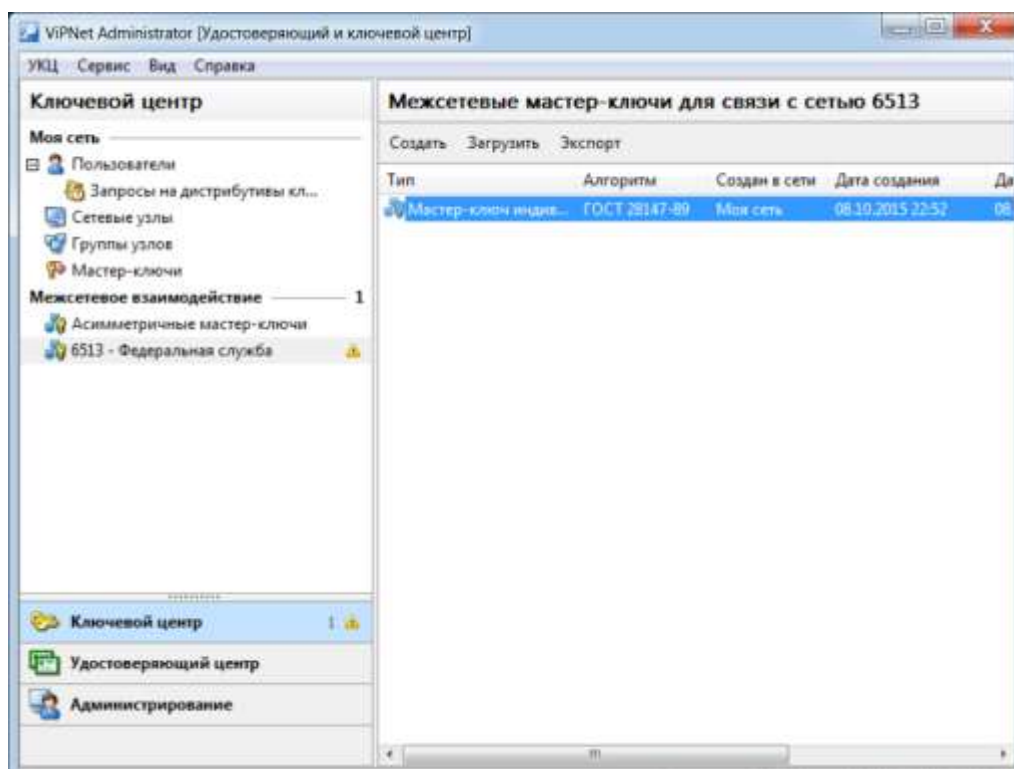 ViPNet Administrator [Удостоверяющий и ключевой центр]
УКЦ Сервис Вид Справка
Ключевой центр
Моя сеть
Пользователи
Запросы на дистрибутивы кл...
Сетевые узлы
Группы узлов
Мастер-ключи
Межсетевое взаимодействие 1
Асимметричные мастер-ключи
6513 - Федеральная служба
Ключевой центр 1
Удостоверяющий центр
Администрирование
Межсетевые мастер-ключи для связи с сетью 6513
Создать Загрузить Экспорт
Тип Алгоритм Создан в сети Дата создания Да
Мастер-ключ индив... ГОСТ 28147-89 Моя сеть 08.10.2015 22:52 08